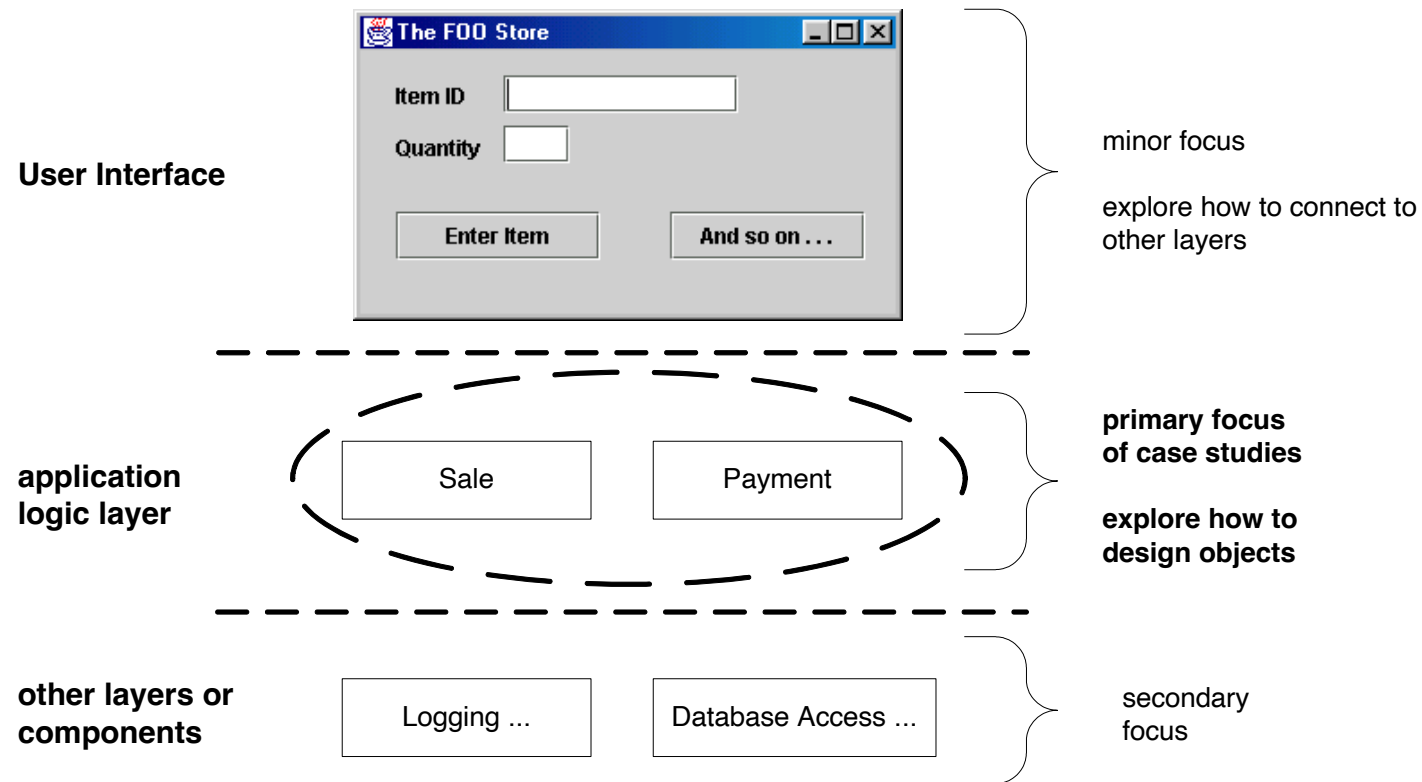 The FOO Store
Item ID
Quantity
Enter Item
And so on . . .
User Interface
minor focus
explore how to connect to
other layers
application
logic layer
Sale
Payment
primary focus
of case studies
explore how to
design objects
other layers or
components
Logging ...
Database Access ...
secondary
focus